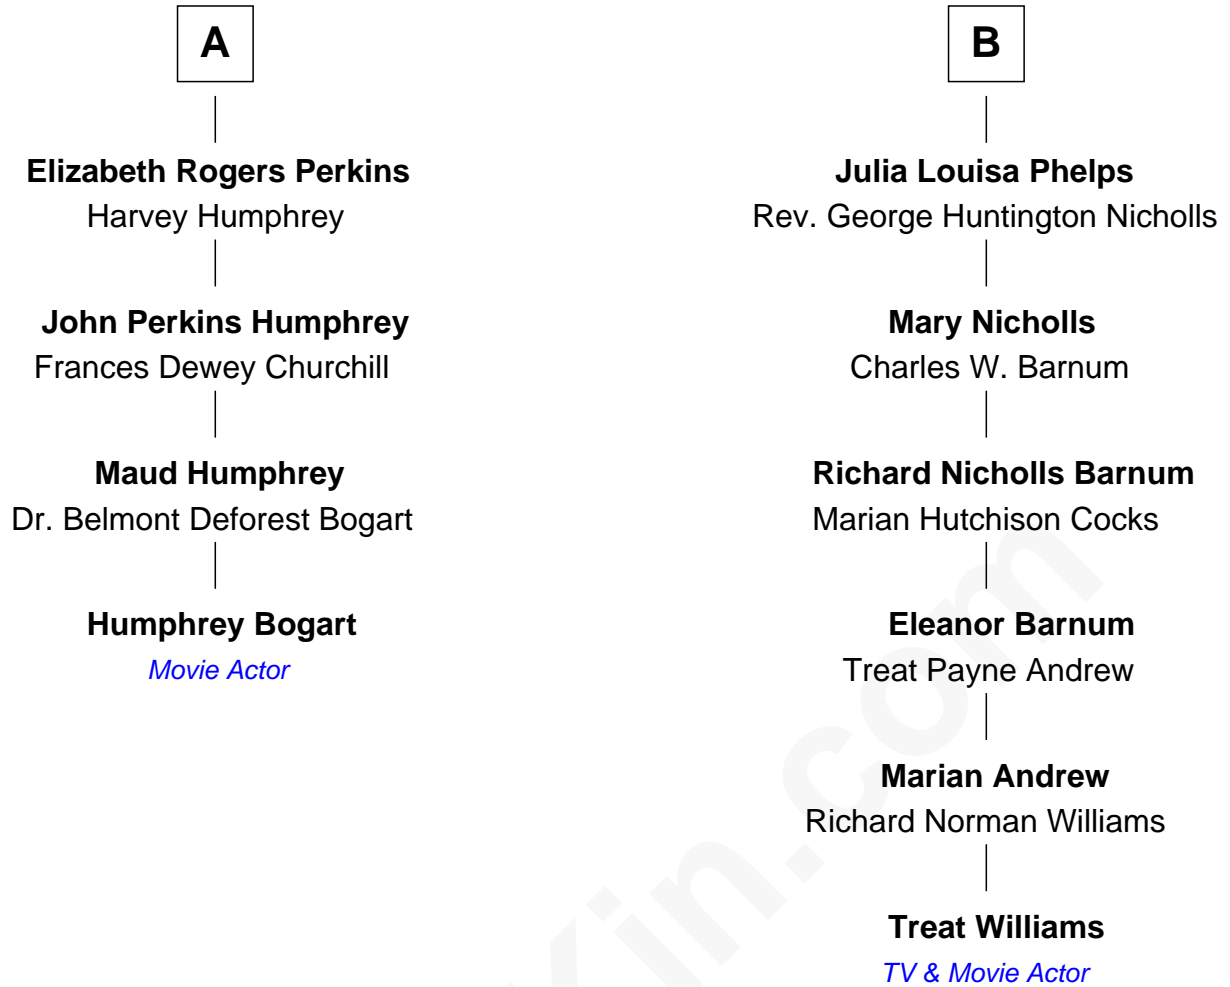 A
Elizabeth Rogers Perkins
Harvey Humphrey
John Perkins Humphrey
Frances Dewey Churchill
Maud Humphrey
Dr. Belmont Deforest Bogart
Humphrey Bogart
Movie Actor
B
Julia Louisa Phelps
Rev. George Huntington Nicholls
Mary Nicholls
Charles W. Barnum
Richard Nicholls Barnum
Marian Hutchison Cocks
Eleanor Barnum
Treat Payne Andrew
Marian Andrew
Richard Norman Williams
Treat Williams
TV & Movie Actor